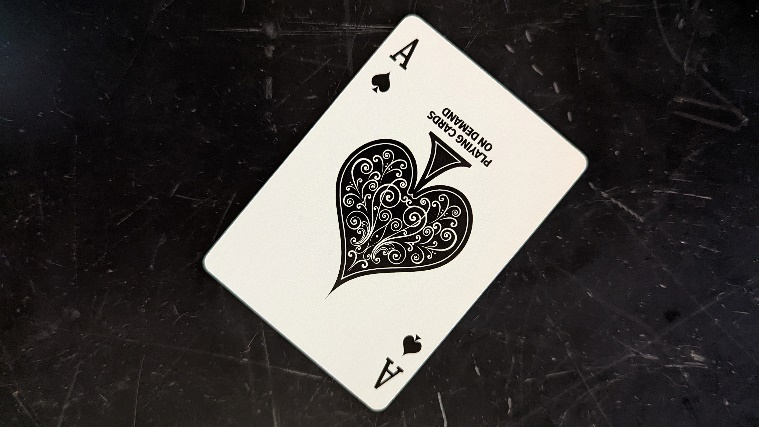 A
PLAYING CARDS
ON DEMAND
A